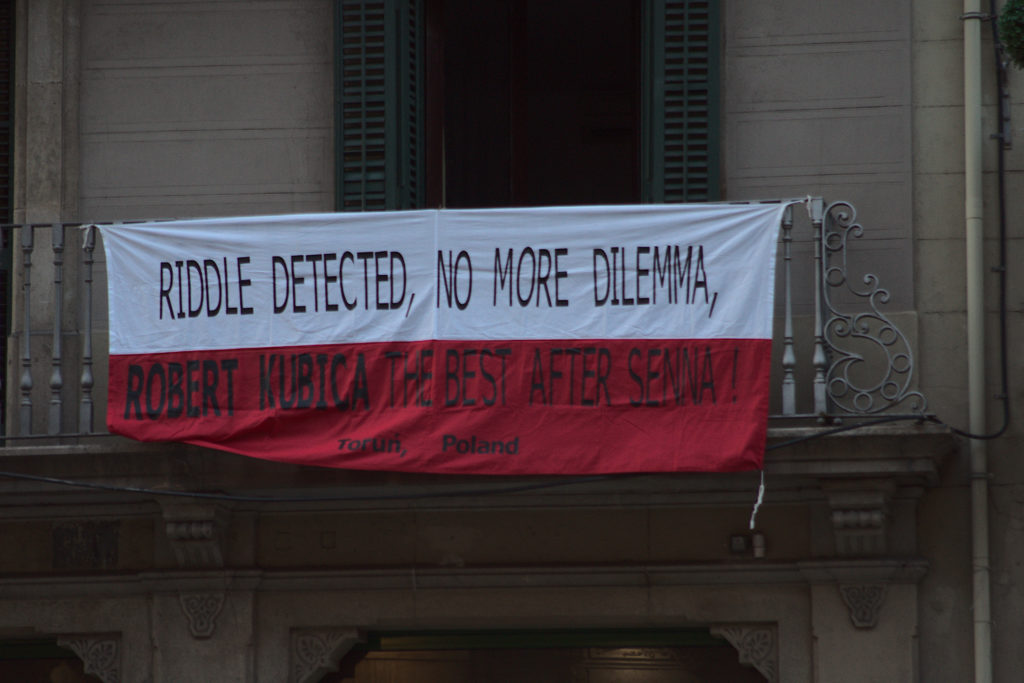 RIDDLE DETECTED, NO MORE DILEMMA,
ROBERT KUBICA THE BEST AFTER SENNA !
Toruń, Poland